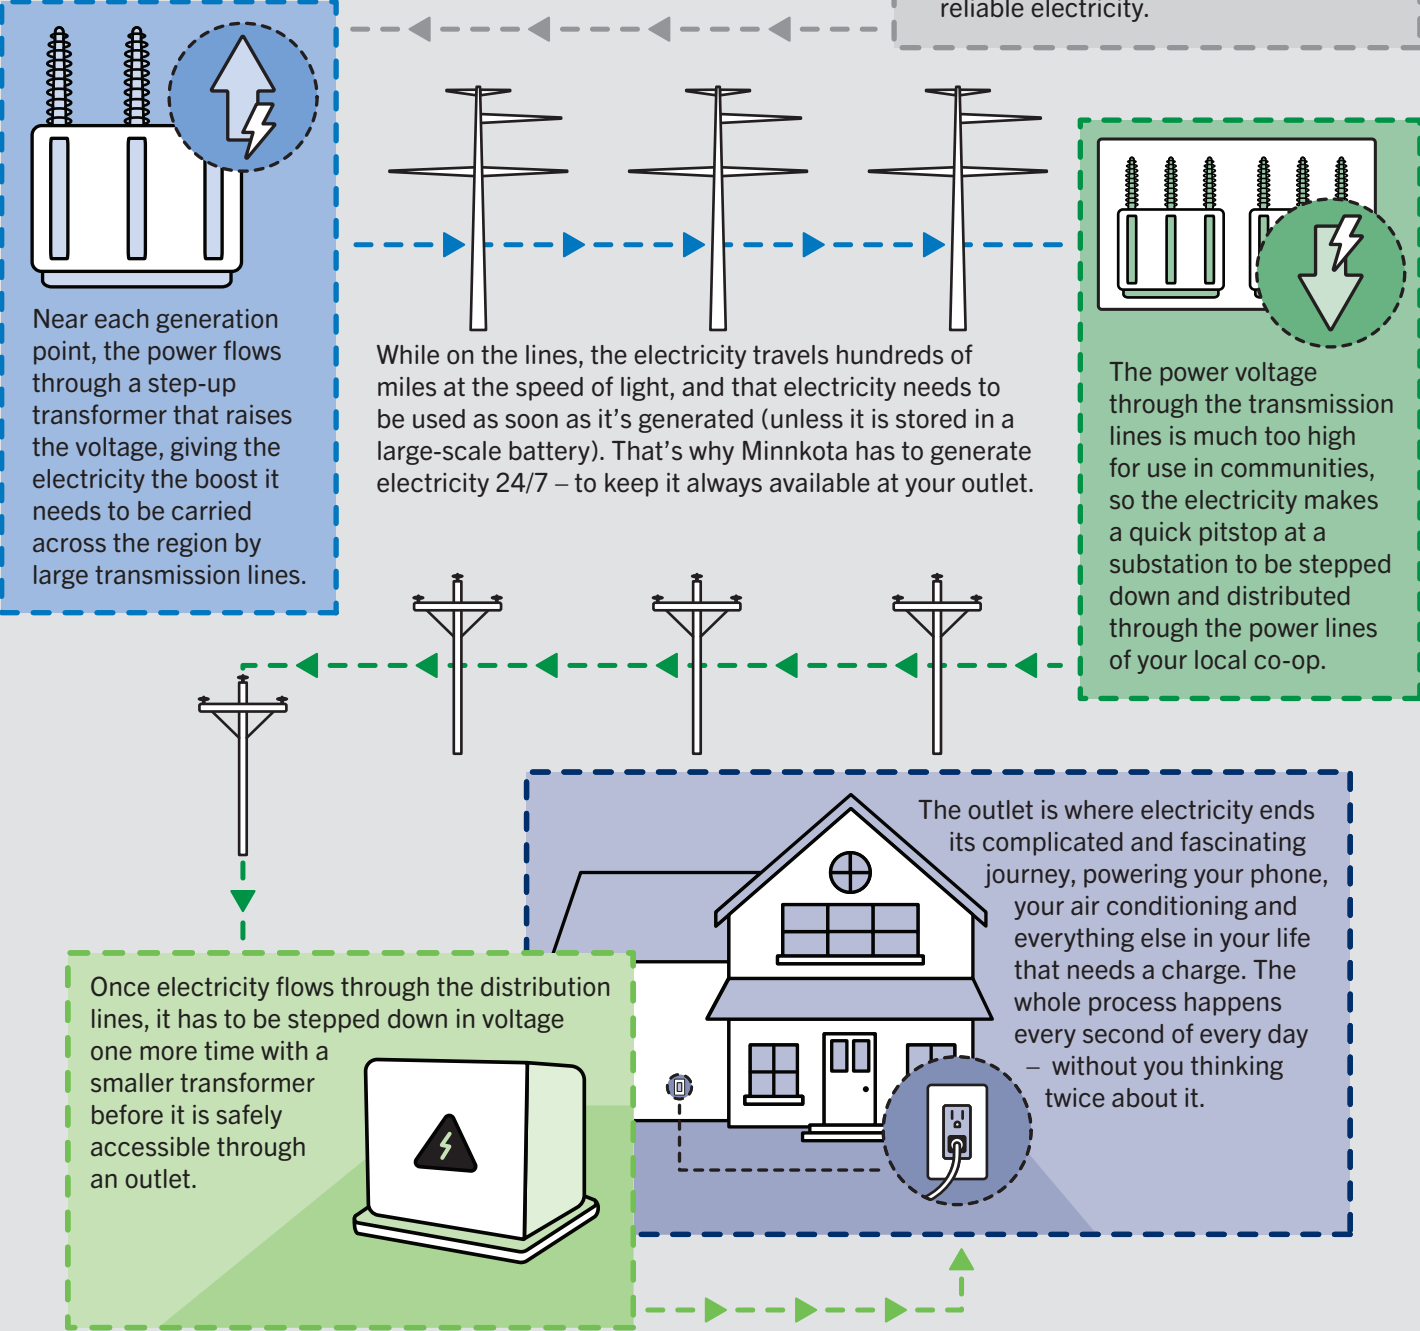 reliable electricity.
Near each generation
point, the power flows
through a step-up
transformer that raises
the voltage, giving the
electricity the boost it
needs to be carried
across the region by
large transmission lines.
While on the lines, the electricity travels hundreds of
miles at the speed of light, and that electricity needs to
be used as soon as it’s generated (unless it is stored in a
large-scale battery). That’s why Minnkota has to generate
electricity 24/7 – to keep it always available at your outlet.
The power voltage
through the transmission
lines is much too high
for use in communities,
so the electricity makes
a quick pitstop at a
substation to be stepped
down and distributed
through the power lines
of your local co-op.
Once electricity flows through the distribution
lines, it has to be stepped down in voltage
one more time with a
smaller transformer
before it is safely
accessible through
an outlet.
The outlet is where electricity ends
its complicated and fascinating
journey, powering your phone,
your air conditioning and
everything else in your life
that needs a charge. The
whole process happens
every second of every day
– without you thinking
twice about it.